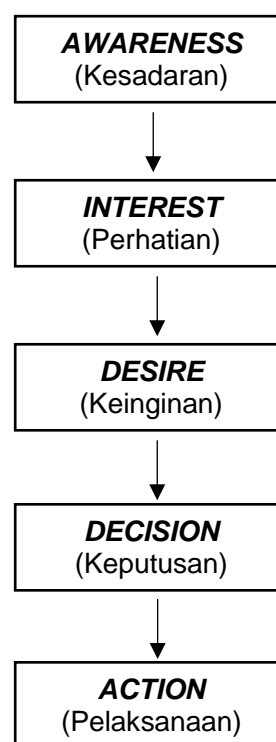 AWARENESS
(Kesadaran)
INTEREST
(Perhatian)
DESIRE
(Keinginan)
DECISION
(Keputusan)
ACTION
(Pelaksanaan)